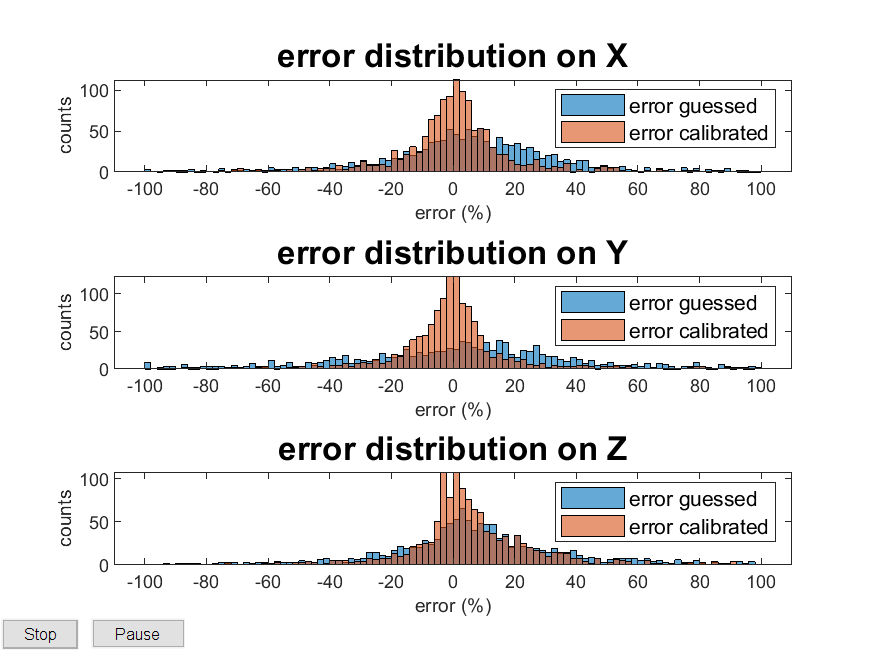 error distribution on X
100
50
0
counts
error guessed
error calibrated
-100 -80 -60 -40 -20 0 20 40 60 80 100
error (%)
error distribution on Y
100
50
0
counts
error guessed
error calibrated
-100 -80 -60 -40 -20 0 20 40 60 80 100
error (%)
error distribution on Z
100
50
0
counts
error guessed
error calibrated
-100 -80 -60 -40 -20 0 20 40 60 80 100
error (%)
Stop Pause